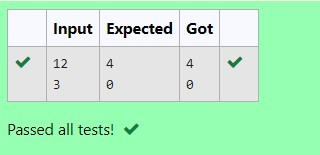 Input Expected Got
12 4 4
3 0 0
Passed all tests!